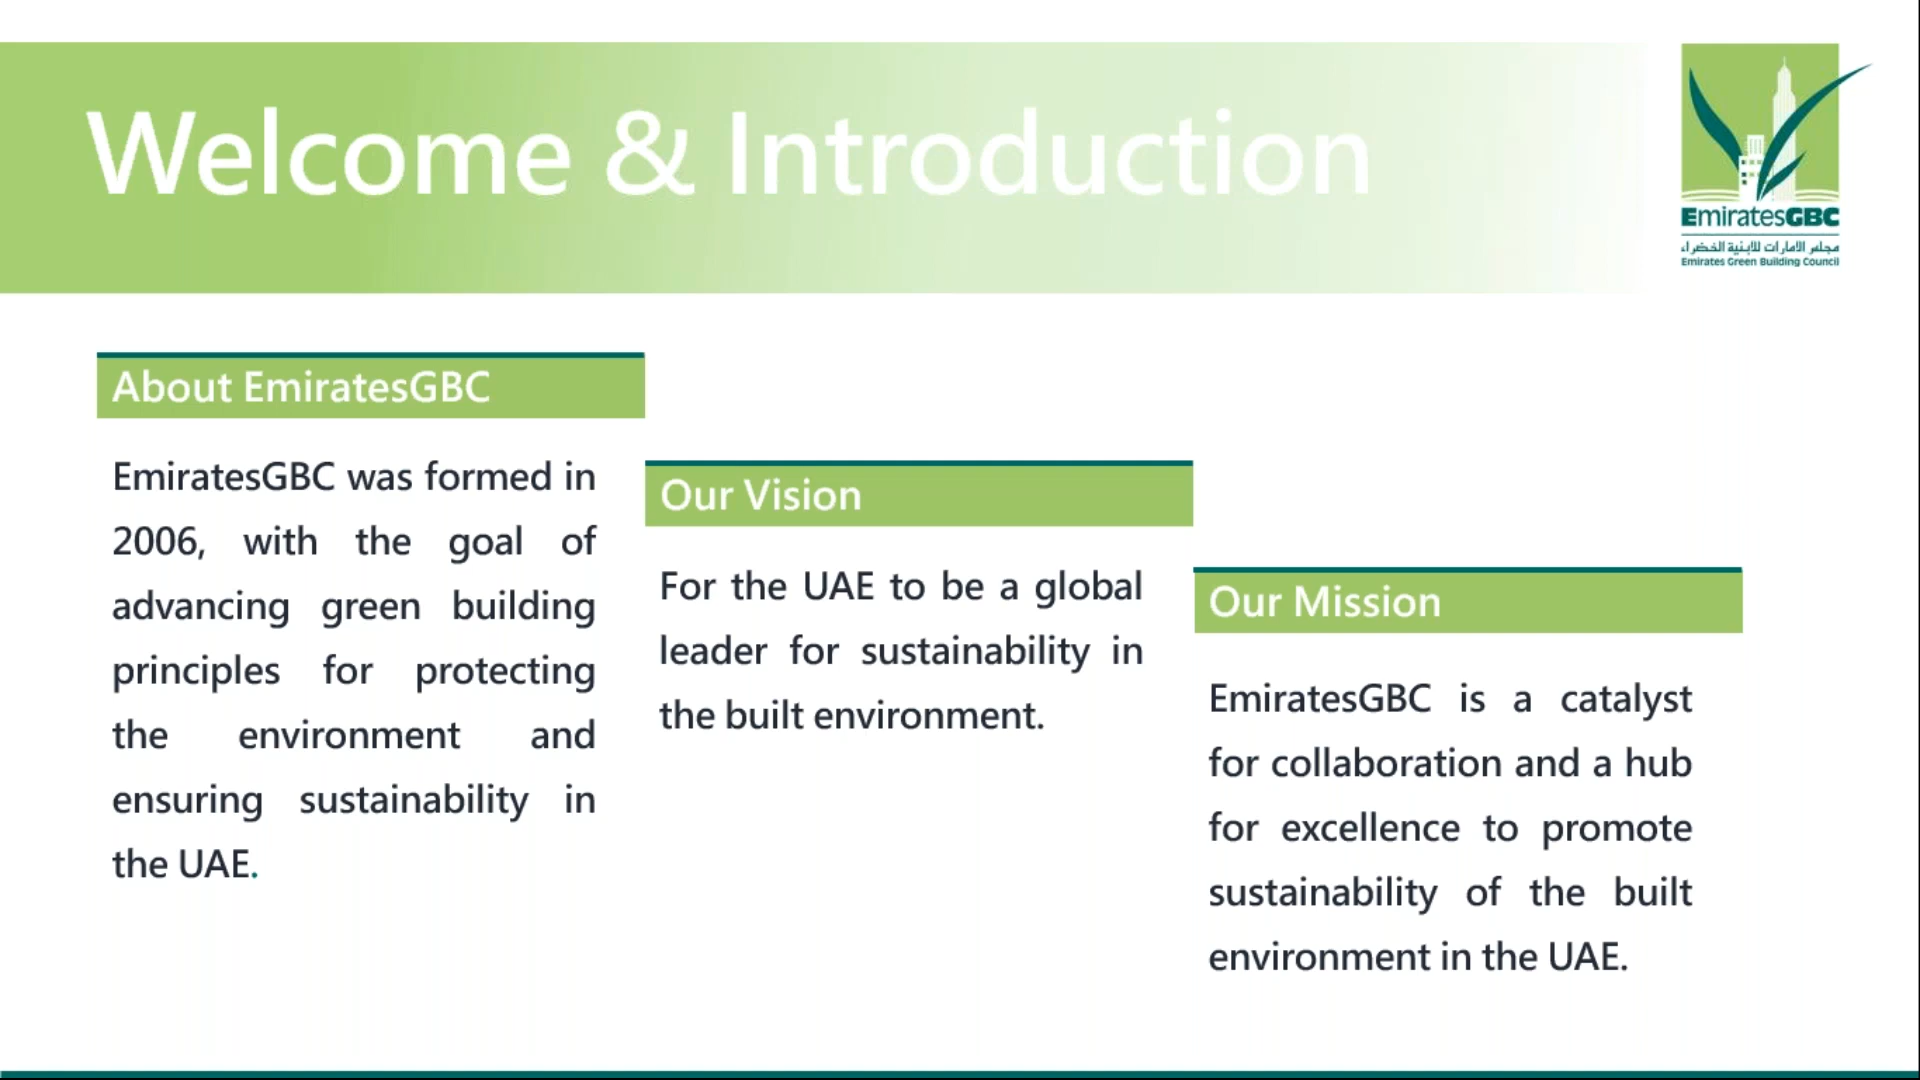 Welcome & Introduction
EmiratesGBC
مجلس الامارات للابنية الخضراء
Emirates Green Building Council
About EmiratesGBC
EmiratesGBC was formed in
2006, with the goal of
advancing green building
principles for protecting
the environment and
ensuring sustainability in
the UAE.
Our Vision
For the UAE to be a global
leader for sustainability in
the built environment.
Our Mission
EmiratesGBC is a catalyst
for collaboration and a hub
for excellence to promote
sustainability of the built
environment in the UAE.